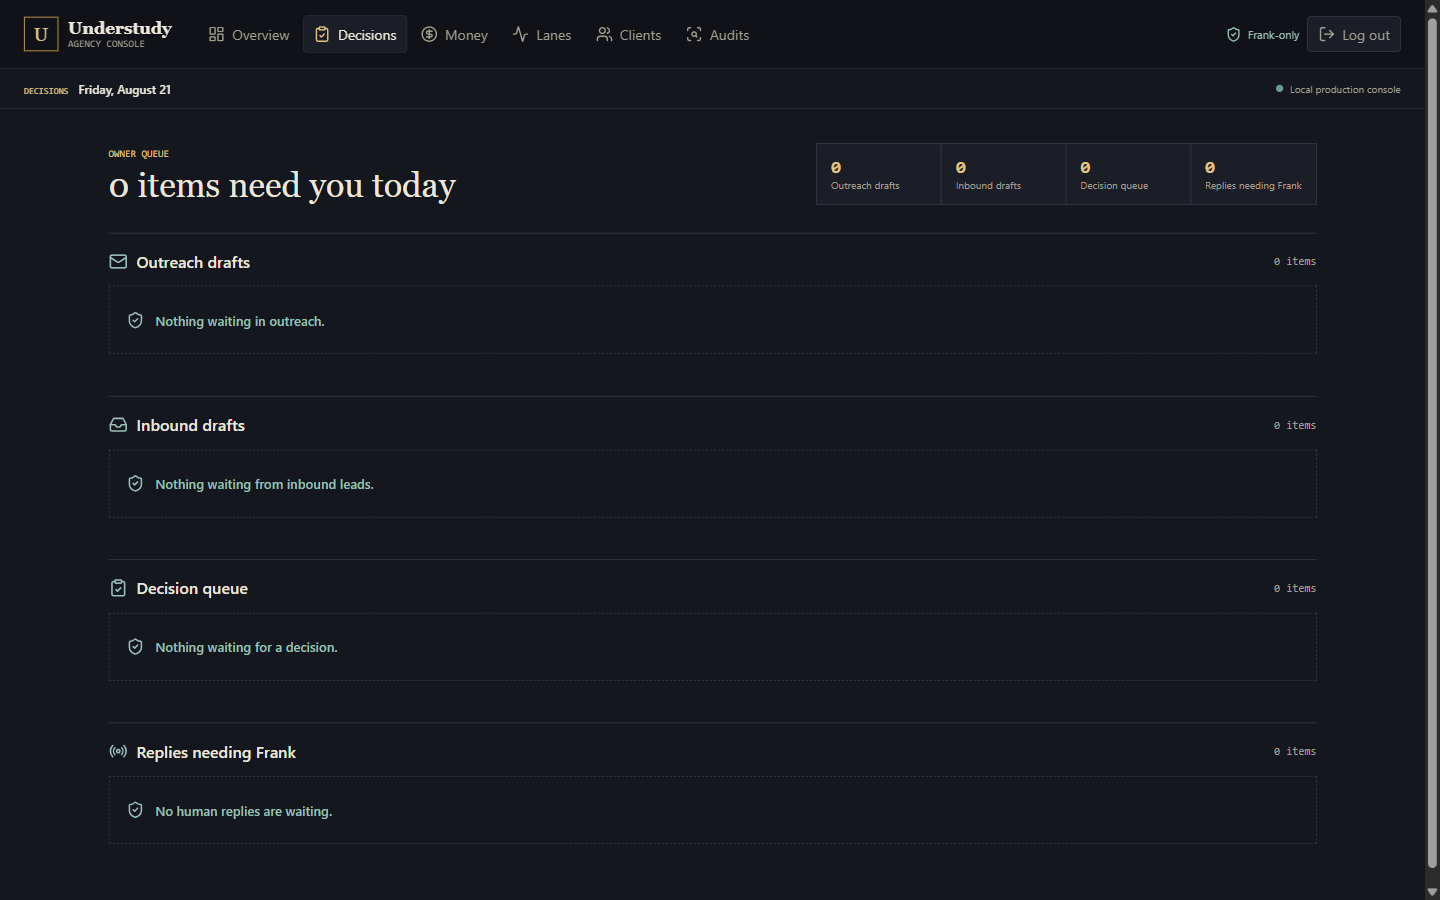 U
Understudy
AGENCY CONSOLE
Overview
Decisions
Money
Lanes
Clients
Audits
Frank-only
Log out
DECISIONS Friday, August 21
Local production console
OWNER QUEUE
0 items need you today
0
Outreach drafts
0
Inbound drafts
0
Decision queue
0
Replies needing Frank
Outreach drafts
0 items
Nothing waiting in outreach.
Inbound drafts
0 items
Nothing waiting from inbound leads.
Decision queue
0 items
Nothing waiting for a decision.
Replies needing Frank
0 items
No human replies are waiting.